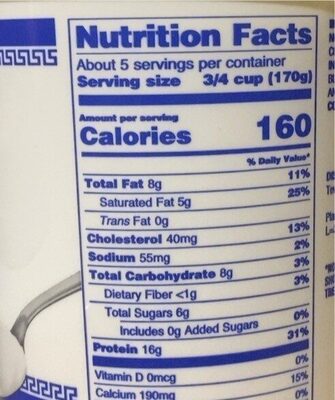 Nutrition Facts
About 5 servings per container
Serving size 3/4 cup (170g)
Amount per serving
Calories 160
% Daily Value*
Total Fat 8g 11%
Saturated Fat 5g 25%
Trans Fat 0g
Cholesterol 40mg 13%
Sodium 55mg 2%
Total Carbohydrate 8g 3%
Dietary Fiber <1g 3%
Total Sugars 6g
Includes 0g Added Sugars 0%
Protein 16g 31%
Vitamin D 0mcg 0%
Calcium 190mg 15%
0%